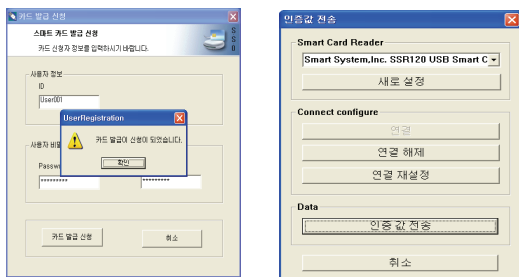 카드 발급 신청
스마트 카드 발급 신청
카드 신청자 정보를 입력하시기 바랍니다.
사용자 정보
ID
User001
UserRegistration
카드 발급이 신청이 되었습니다.
확인
사용자 비밀
Passw
*********
*********
카드 발급 신청
취소
인증값 전송
Smart Card Reader
Smart System,Inc. SSR120 USB Smart C
새로 설정
Connect configure
연결
연결 해제
연결 재설정
Data
인증 값 전송
취소